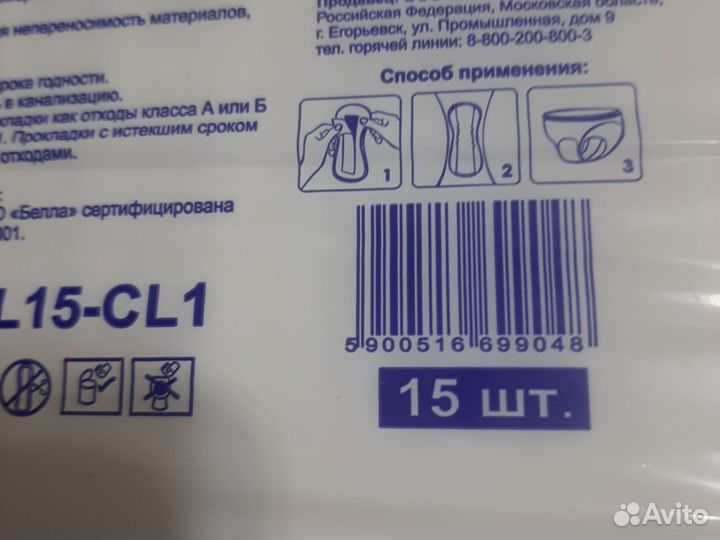 я непереносимость материалов,
рока годности.
ь в канализацию.
кладки как отходы класса А или Б
1. Прокладки с истекшим сроком
отходами.
О «Белла» сертифицирована
001.
L15-CL1
Продавец:
Российская Федерация, Московская область,
г. Егорьевск, ул. Промышленная, дом 9
тел. горячей линии: 8-800-200-800-3
Способ применения:
1
2
3
5 900516 699048
15 шт.
Avito